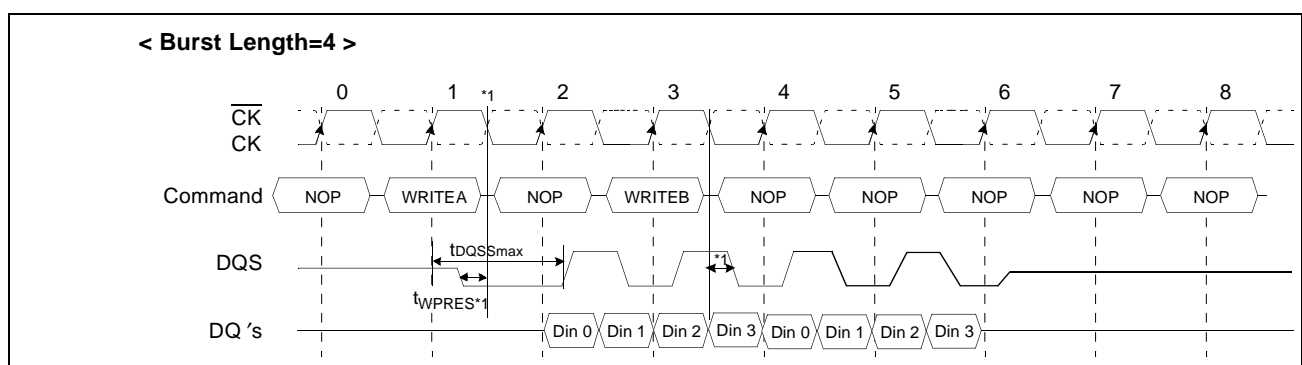 < Burst Length=4 >
0 1 *1 2 3 4 5 6 7 8
CK
CK
Command NOP WRITEA NOP WRITEB NOP NOP NOP NOP NOP
DQS tDQSSmax *1
tWPRES*1
DQ ′s Din 0 Din 1 Din 2 Din 3 Din 0 Din 1 Din 2 Din 3